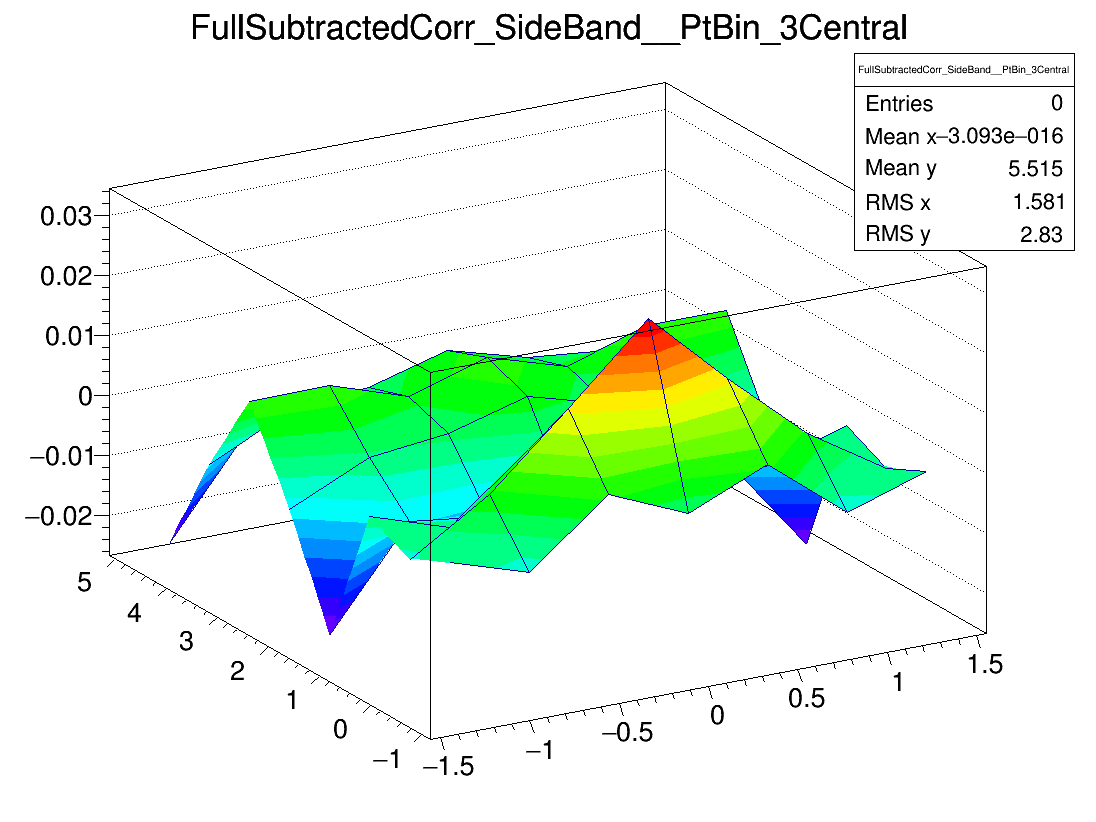 FullSubtractedCorr_SideBand__PtBin_3Central
FullSubtractedCorr_SideBand__PtBin_3Central
Entries 0
Mean x −3.093e−016
Mean y 5.515
RMS x 1.581
RMS y 2.83
0.03
0.02
0.01
0
−0.01
−0.02
5
4
3
2
1
0
−1
−1.5
−1
−0.5
0
0.5
1
1.5